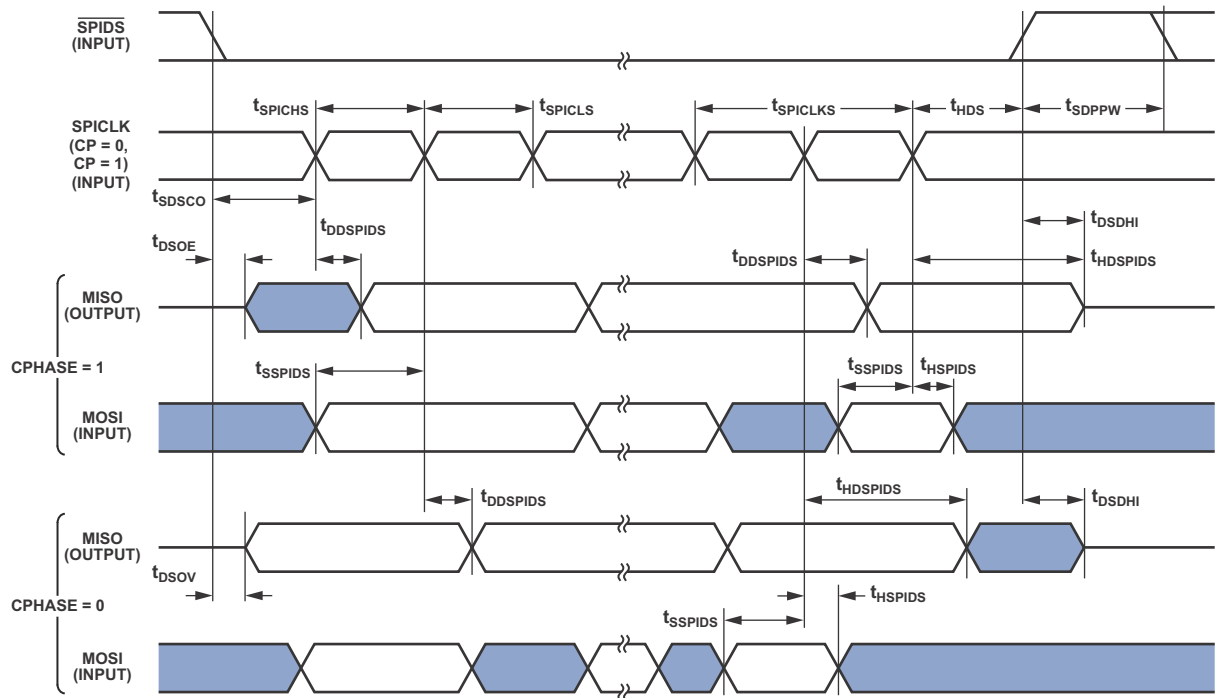 SPIDS
(INPUT)
tSPICHS
tSPICLS
tSPICLKS
tHDS
tSDPPW
SPICLK
(CP = 0,
CP = 1)
(INPUT)
tSDSCO
tDSOE
tDDSPIDS
tDDSPIDS
tDSDHI
tHDSPIDS
MISO
(OUTPUT)
CPHASE = 1
tSSPIDS
tSSPIDS
tHSPIDS
MOSI
(INPUT)
tDDSPIDS
tHDSPIDS
tDSDHI
MISO
(OUTPUT)
tDSOV
CPHASE = 0
tSSPIDS
tHSPIDS
MOSI
(INPUT)